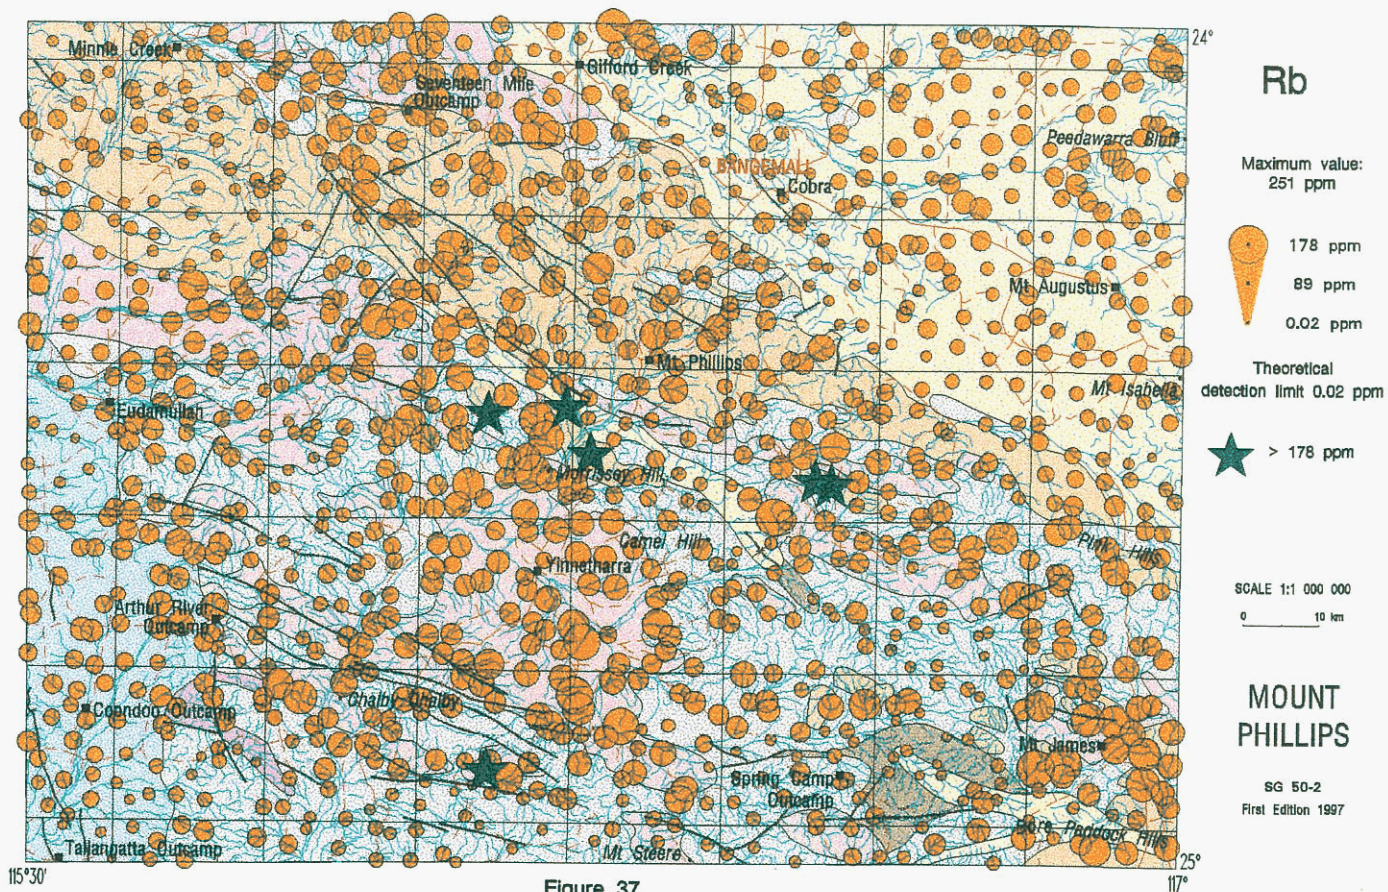 24°
Minnie Creek
Gifford Creek
Seventeen Mile
Outcamp
Peedawarra Bluff
BANGEMALL
Cobra
Mt Augustus
Mt Phillips
Mt Isabella
Eudamullah
Morrissey Hill
Camel Hill
Pink Hills
Yinnetharra
Arthur River
Outcamp
Chalby Chalby
Coondoo Outcamp
Mt James
Spring Camp
Outcamp
Paddock Hills
Tallangatta Outcamp
Mt Steere
115°30'
25°
117°
Rb
Maximum value:
251 ppm
178 ppm
89 ppm
0.02 ppm
Theoretical
detection limit 0.02 ppm
> 178 ppm
SCALE 1:1 000 000
0 10 km
MOUNT
PHILLIPS
SG 50-2
First Edition 1997
Figure 37